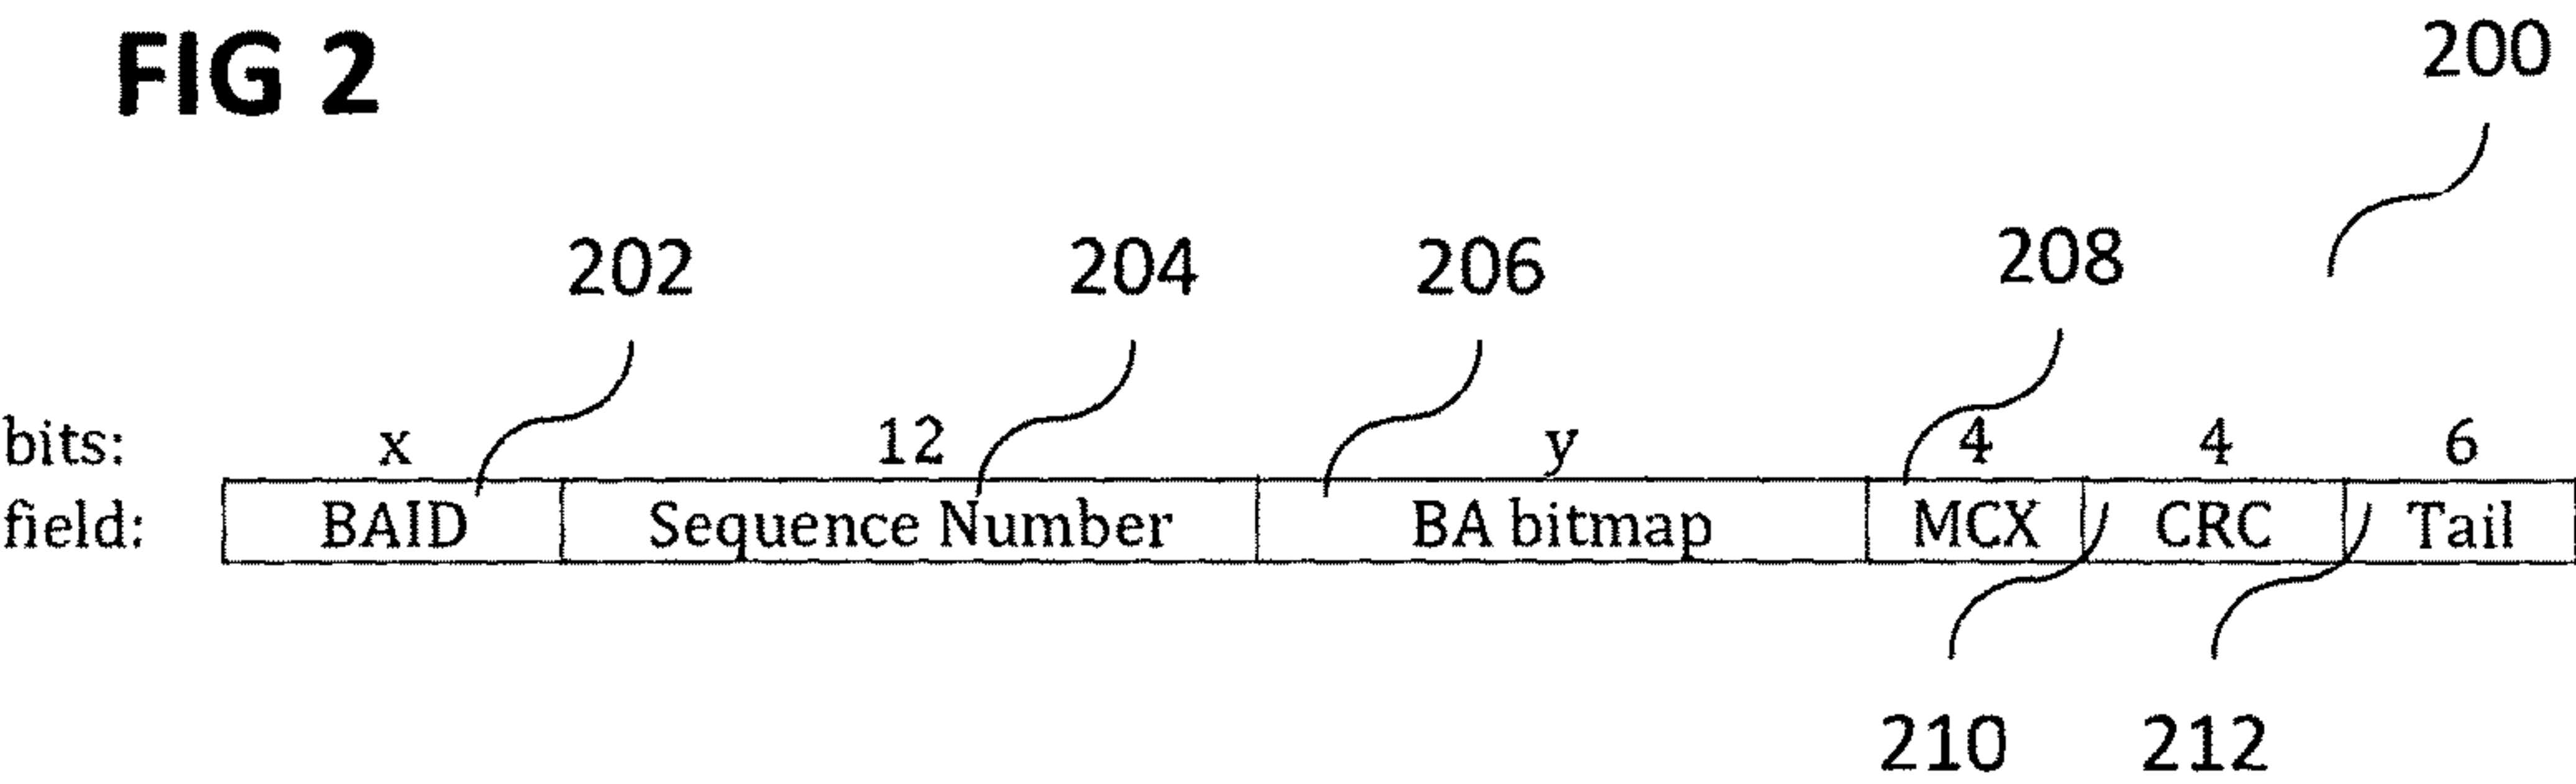 FIG 2
200
202 204 206 208
bits: x 12 y 4 4 6
field: BAID Sequence Number BA bitmap MCX CRC Tail
210 212